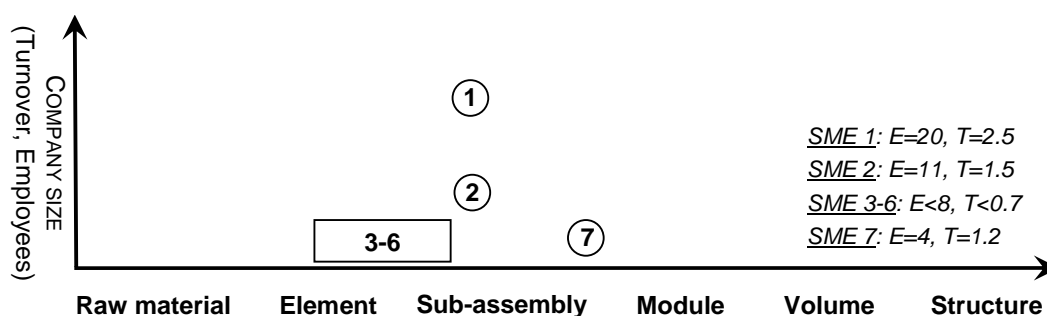 COMPANY SIZE
(Turnover, Employees)
1
2
3-6
7
SME 1: E=20, T=2.5
SME 2: E=11, T=1.5
SME 3-6: E<8, T<0.7
SME 7: E=4, T=1.2
Raw material Element Sub-assembly Module Volume Structure